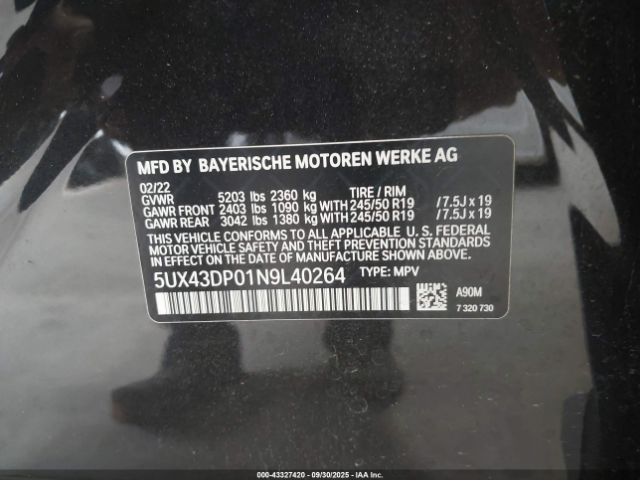 MFD BY BAYERISCHE MOTOREN WERKE AG
02/22
GVWR 5203 lbs 2360 kg TIRE / RIM
GAWR FRONT 2403 lbs 1090 kg WITH 245/50 R19 /7.5J x 19
GAWR REAR 3042 lbs 1380 kg WITH 245/50 R19 /7.5J x 19
THIS VEHICLE CONFORMS TO ALL APPLICABLE U. S. FEDERAL
MOTOR VEHICLE SAFETY AND THEFT PREVENTION STANDARDS
IN EFFECT ON THE DATE OF MANUFACTURE SHOWN ABOVE.
5UX43DP01N9L40264 TYPE: MPV
A90M
7 320 730
000-43327420 - 09/30/2025 - IAAI Inc.